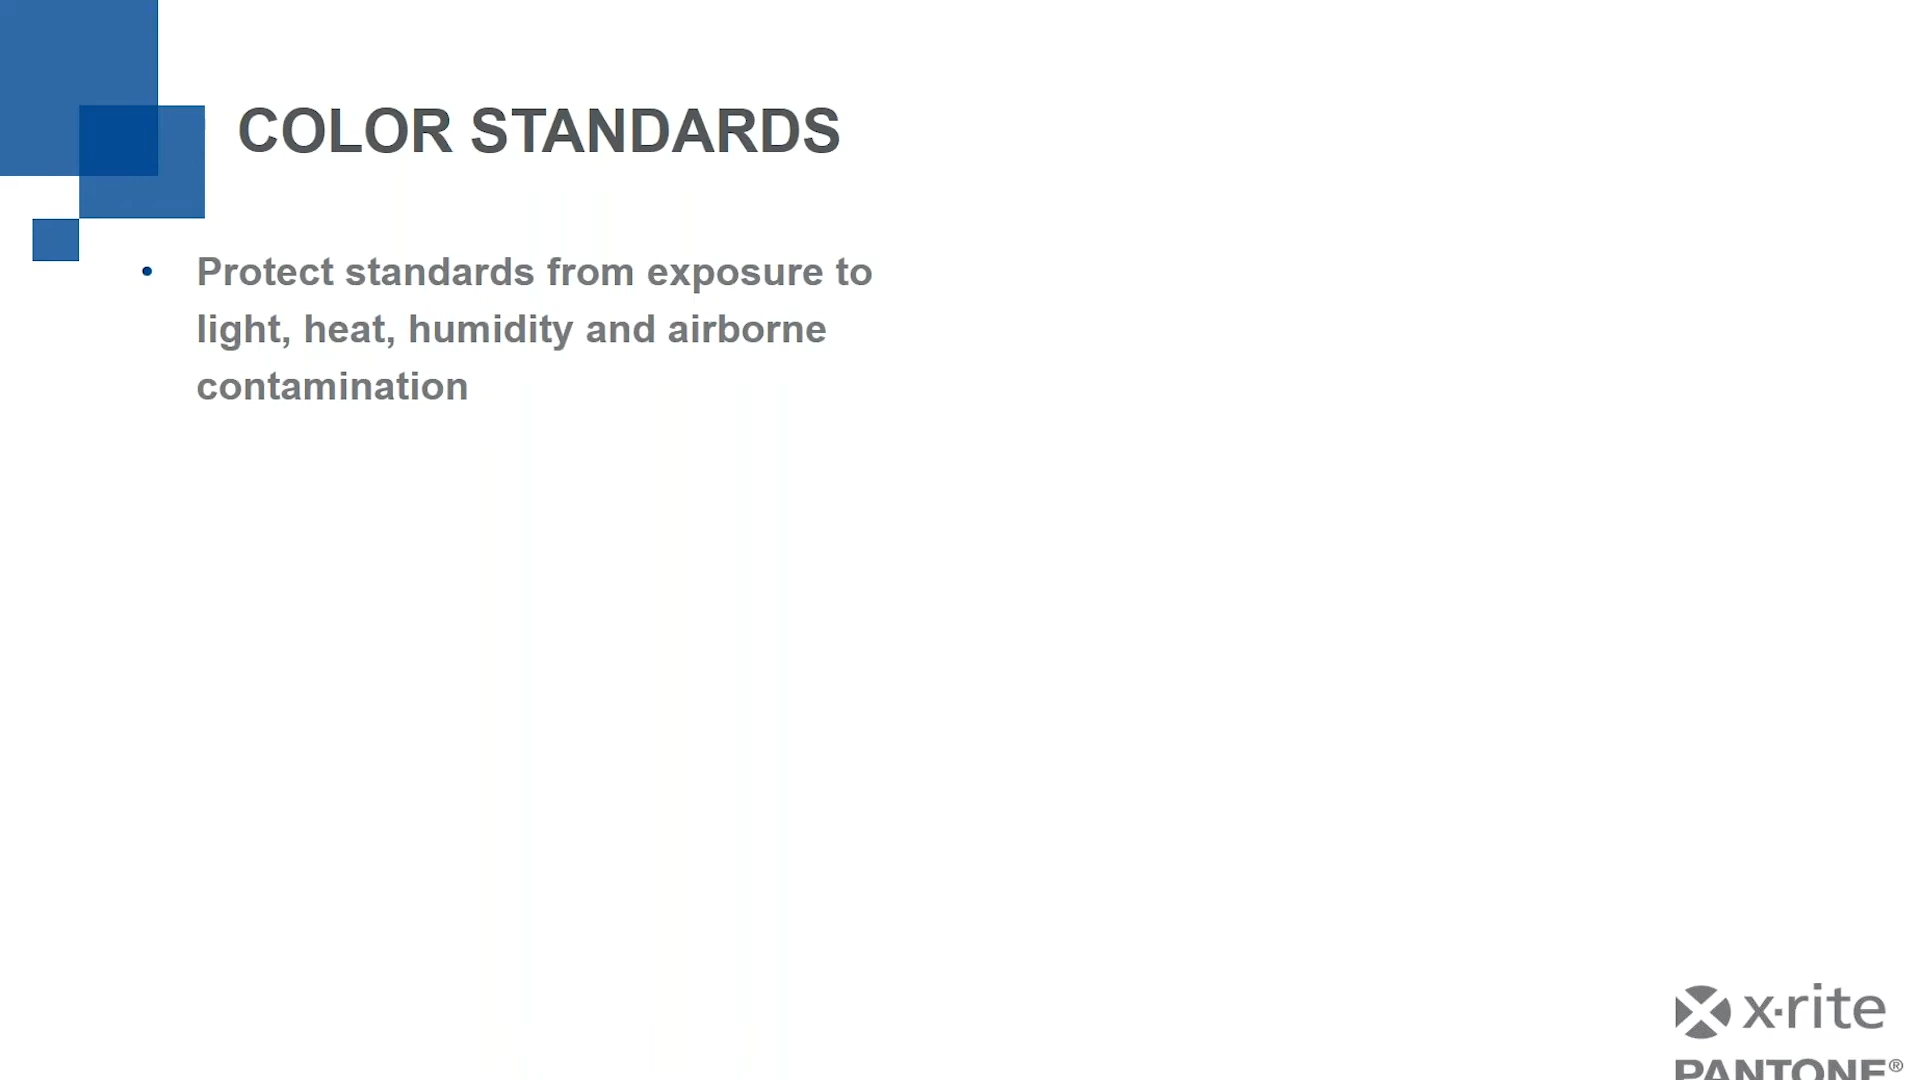 COLOR STANDARDS
• Protect standards from exposure to
light, heat, humidity and airborne
contamination
x·rite
PANTONE®